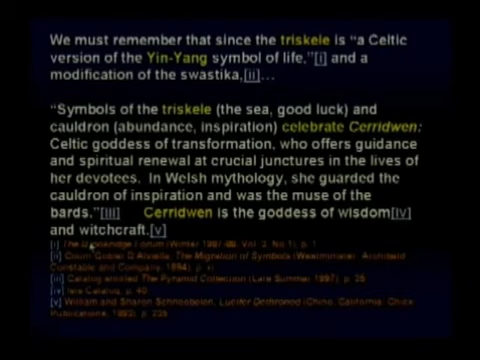 We must remember that since the triskele is “a Celtic
version of the Yin-Yang symbol of life,”[i] and a
modification of the swastika,[ii]…
“Symbols of the triskele (the sea, good luck) and
cauldron (abundance, inspiration) celebrate Cerridwen:
Celtic goddess of transformation, who offers guidance
and spiritual renewal at crucial junctures in the lives of
her devotees.  In Welsh mythology, she guarded the
cauldron of inspiration and was the muse of the
bards.”[iii]    Cerridwen is the goddess of wisdom[iv]
and witchcraft.[v]
[i] The Forum (Winter Vol. 3 No 1), p. 1
[ii] Count Goblet D'Alviella, The Migration of Symbols (Westminster: Archibald
Constable and Company, 1894), p. xi
[iii] Catalog entitled The Pyramid Collection (Late Summer 1997), p. 35
[iv] Catalog, p. 40
[v] William and Sharon Schnoebelen, Lucifer Dethroned (Chino, California: Chick
Publications, 1993), p.